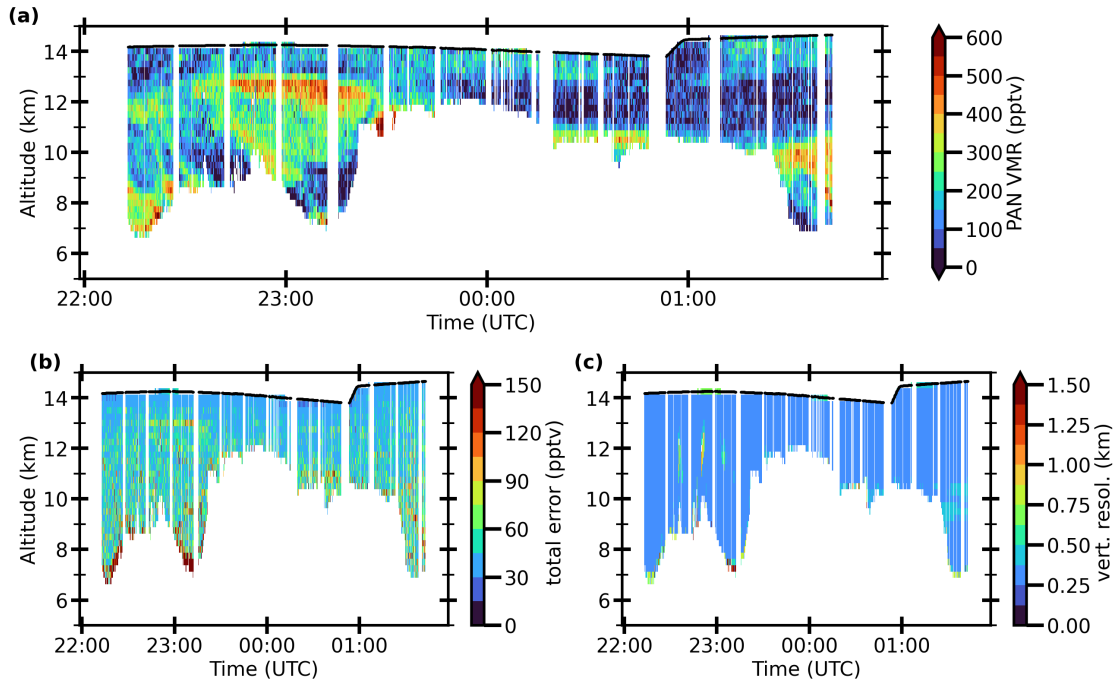 (a)
14
12
10
8
6
Altitude (km)
22:00 23:00 00:00 01:00
Time (UTC)
600
500
400
300
200
100
0
PAN VMR (pptv)
(b)
14
12
10
8
6
Altitude (km)
22:00 23:00 00:00 01:00
Time (UTC)
150
120
90
60
30
0
total error (pptv)
(c)
14
12
10
8
6
22:00 23:00 00:00 01:00
Time (UTC)
1.50
1.25
1.00
0.75
0.50
0.25
0.00
vert. resol. (km)